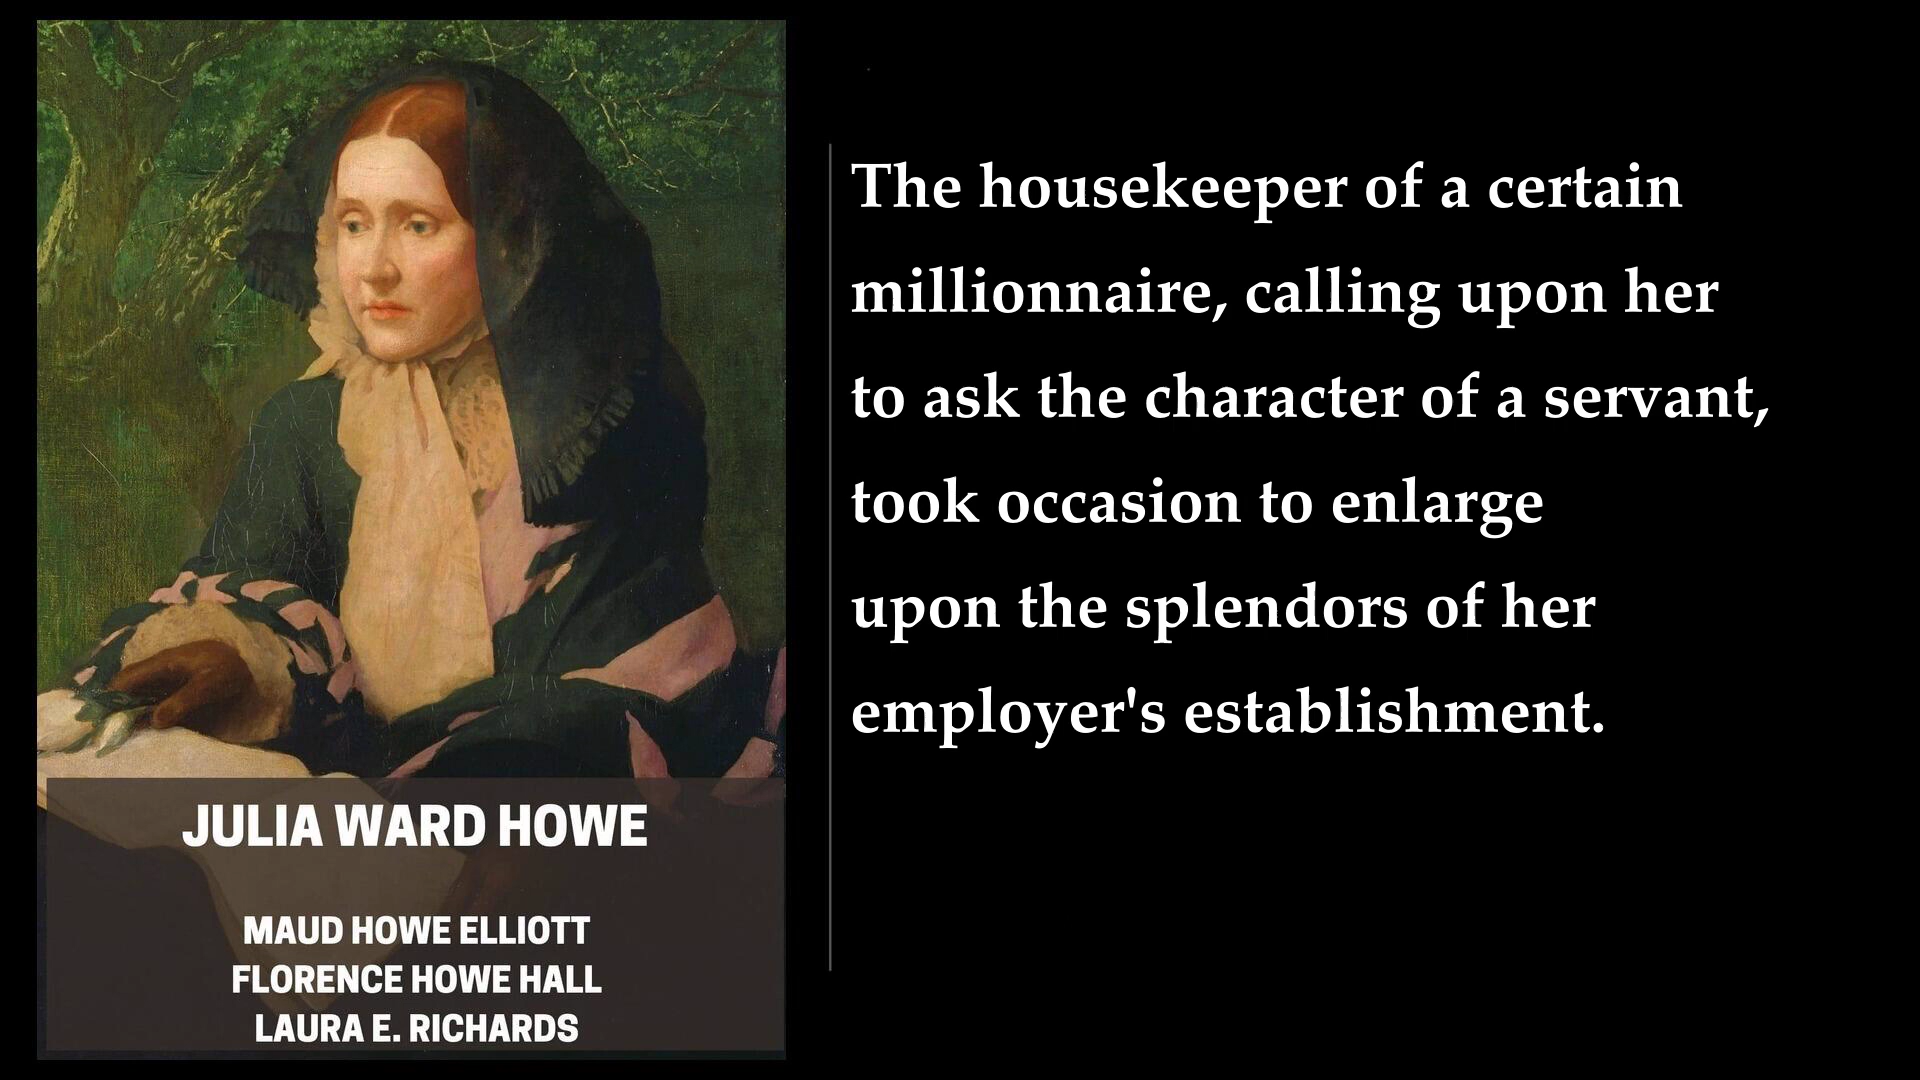 The housekeeper of a certain
millionnaire, calling upon her
to ask the character of a servant,
took occasion to enlarge
upon the splendors of her
employer's establishment.
JULIA WARD HOWE
MAUD HOWE ELLIOTT
FLORENCE HOWE HALL
LAURA E. RICHARDS